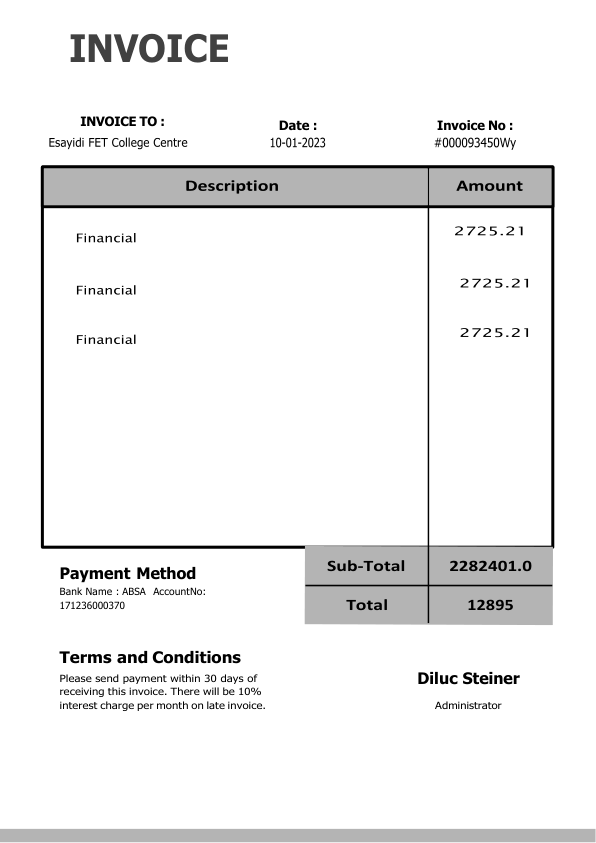 INVOICE
INVOICE TO :
Esayidi FET College Centre
Date :
10-01-2023
Invoice No :
#000093450Wy
Description Amount
Financial 2725.21
Financial 2725.21
Financial 2725.21
Sub-Total 2282401.0
Total 12895
Payment Method
Bank Name : ABSA AccountNo:
171236000370
Terms and Conditions
Please send payment within 30 days of
receiving this invoice. There will be 10%
interest charge per month on late invoice.
Diluc Steiner
Administrator